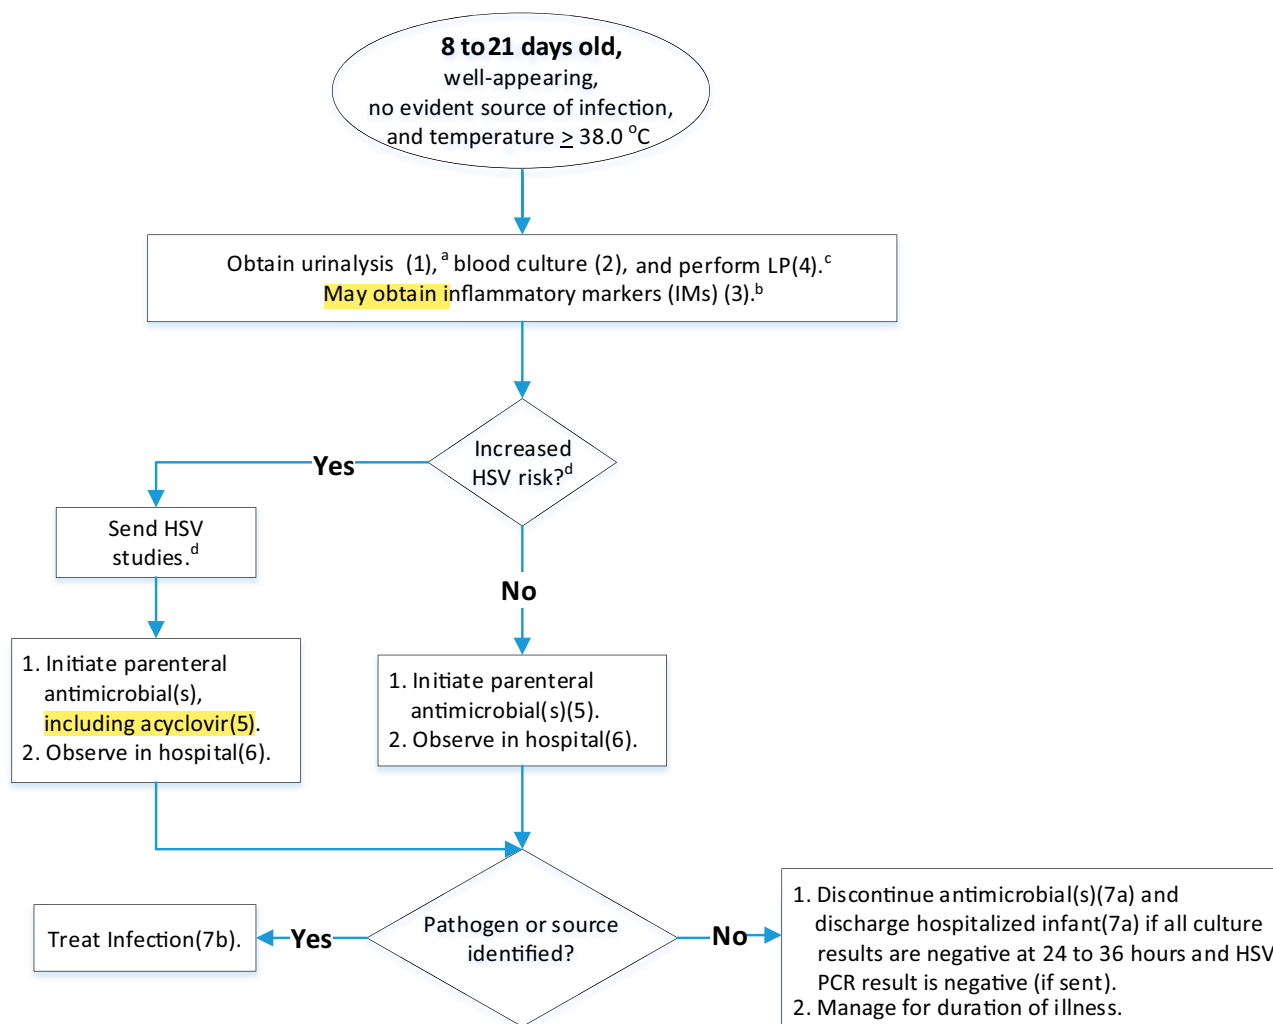 8 to 21 days old,
well-appearing,
no evident source of infection,
and temperature ≥ 38.0 °C
Obtain urinalysis (1),ᵃ blood culture (2), and perform LP(4).ᶜ
May obtain inflammatory markers (IMs) (3).ᵇ
Increased
HSV risk?ᵈ
Yes
Send HSV
studies.ᵈ
No
1. Initiate parenteral
antimicrobial(s),
including acyclovir(5).
2. Observe in hospital(6).
1. Initiate parenteral
antimicrobial(s)(5).
2. Observe in hospital(6).
Pathogen or source
identified?
Yes
Treat Infection(7b).
No
1. Discontinue antimicrobial(s)(7a) and
discharge hospitalized infant(7a) if all culture
results are negative at 24 to 36 hours and HSV
PCR result is negative (if sent).
2. Manage for duration of illness.